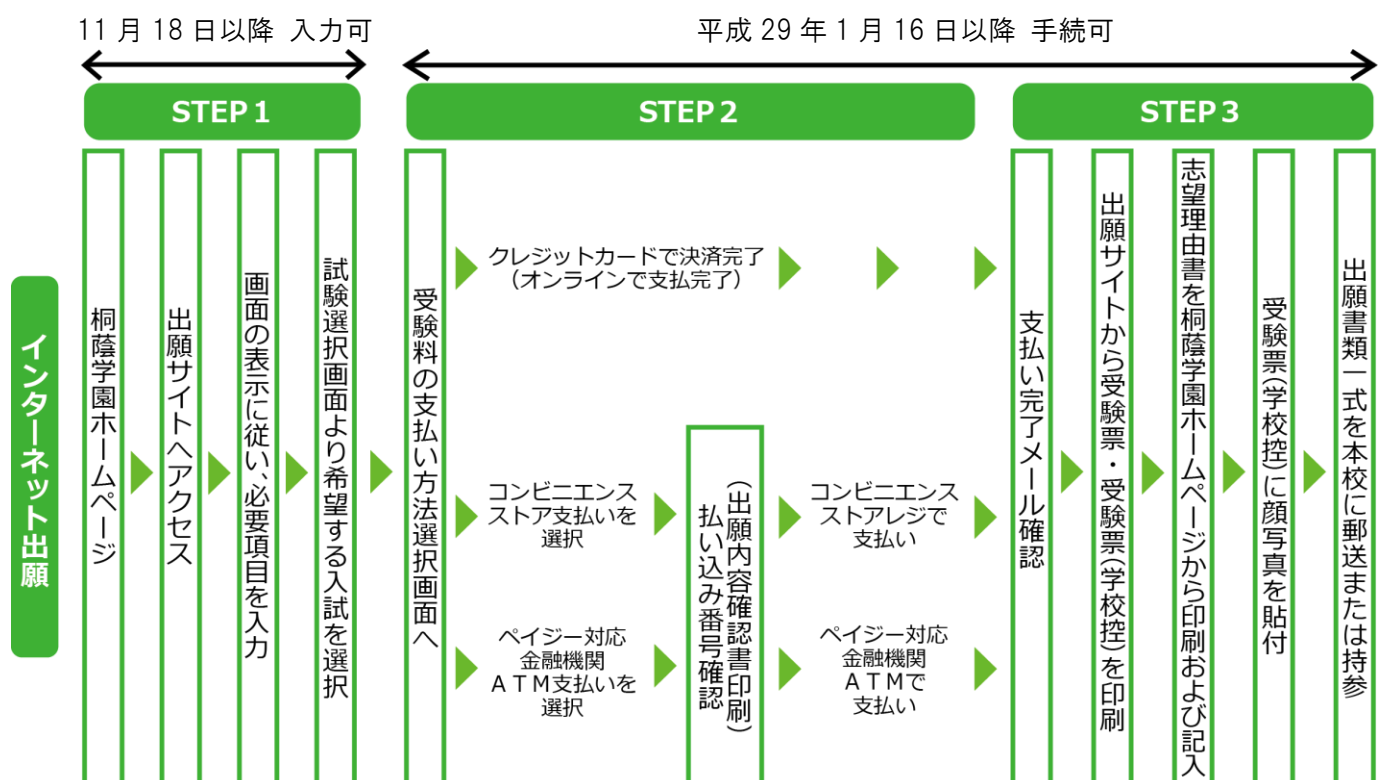 11月18日以降 入力可
平成29年1月16日以降 手続可
STEP1
STEP2
STEP3
インターネット出願
桐蔭学園ホームページ
出願サイトへアクセス
画面の表示に従い、必要項目を入力
試験選択画面より希望する入試を選択
受験料の支払い方法選択画面へ
クレジットカードで決済完了
（オンラインで支払完了）
コンビニエンス
ストア支払いを
選択
ペイジー対応
金融機関
ＡＴＭ支払いを
選択
払い込み番号確認
（出願内容確認書印刷）
コンビニエンス
ストアレジで
支払い
ペイジー対応
金融機関
ＡＴＭで
支払い
支払い完了メール確認
出願サイトから受験票・受験票(学校控)を印刷
志望理由書を桐蔭学園ホームページから印刷および記入
受験票(学校控)に顔写真を貼付
出願書類一式を本校に郵送または持参